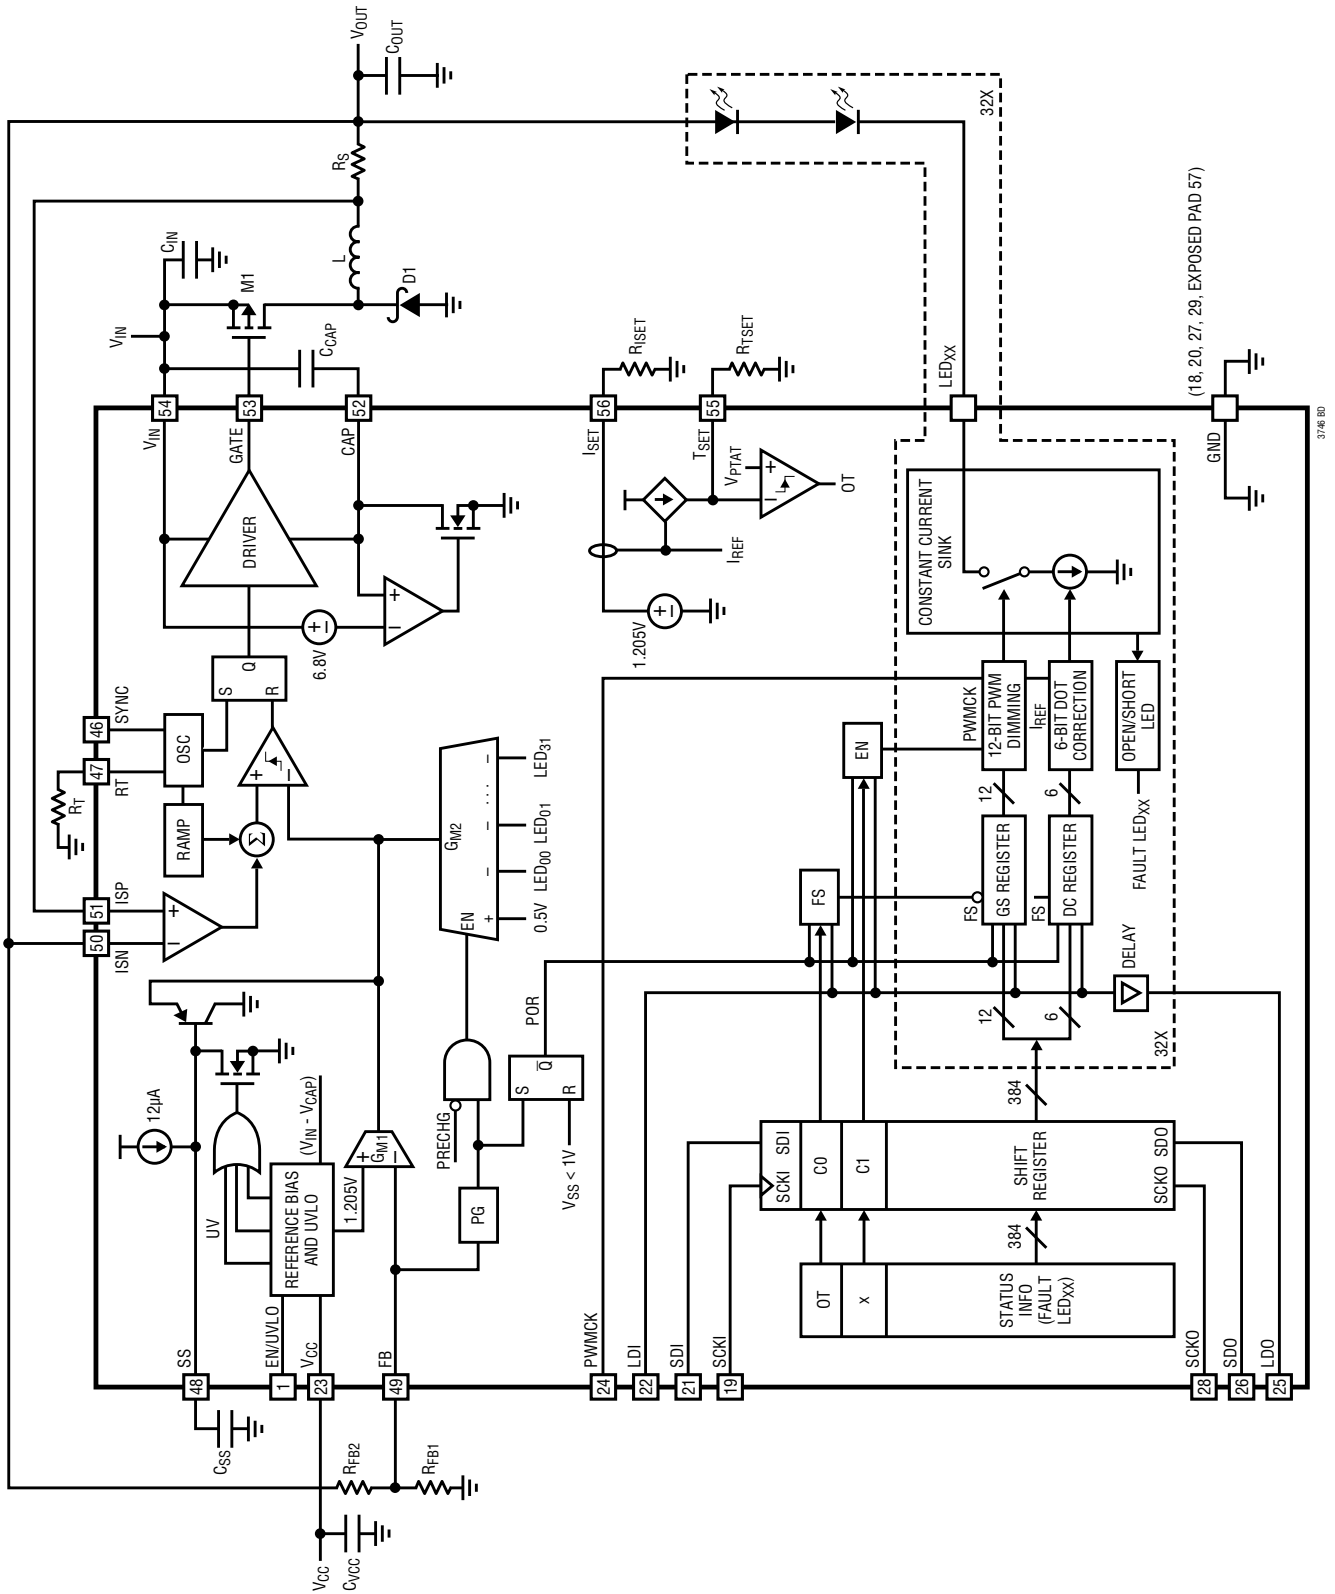 VOUT
COUT
RS
CIN
VIN
M1
L
D1
CCAP
32X
RISET
RTSET
LEDXX
(18, 20, 27, 29, EXPOSED PAD 57)
54
53
52
56
55
VIN
GATE
CAP
ISET
TSET
GND
DRIVER
VPTAT
+
−
OT
IREF
CONSTANT CURRENT
SINK
6.8V
+ −
+
−
1.205V
+ −
46
SYNC
47
RT
RT
OSC
S
Q
R
RAMP
Σ
+
−
51
ISP
50
ISN
+
−
GM2
EN
+
−
−
· · · ·
−
0.5V
LED00
LED01
LED31
PWMCK
12-BIT PWM
DIMMING
IREF
6-BIT DOT
CORRECTION
OPEN/SHORT
LED
EN
12
6
FS
FS
GS REGISTER
FS
DC REGISTER
FAULT LEDXX
DELAY
12
6
32X
12µA
UV
(VIN - VCAP)
REFERENCE BIAS
AND UVLO
1.205V
+
GM1
−
PRECHG
POR
S
Q
R
VSS < 1V
PG
384
SDI
SCKI
C0
C1
SHIFT
REGISTER
SCKO SDO
384
OT
x
STATUS
INFO
(FAULT
LEDXX)
SS
EN/UVLO
VCC
FB
PWMCK
LDI
SDI
SCKI
SCKO
SDO
LDO
48
1
23
49
24
22
21
19
28
26
25
CSS
RFB2
RFB1
VCC
CVCC
3746 BD